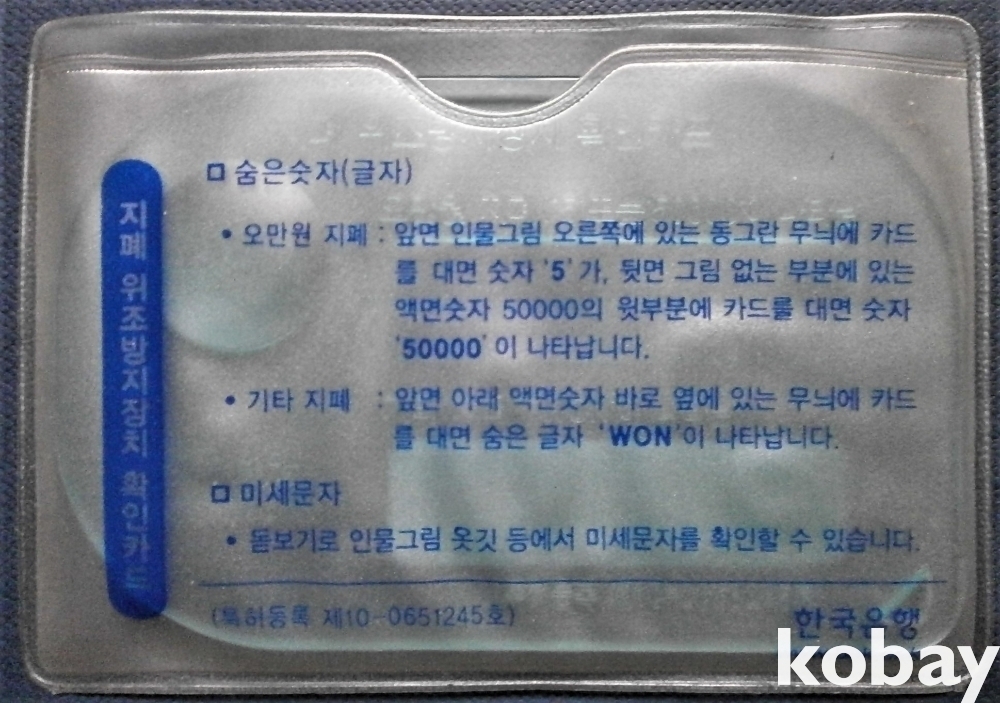 지폐 위조방지장치 확인카드
숨은숫자(글자)
• 오만원 지폐 : 앞면 인물그림 오른쪽에 있는 동그란 무늬에 카드
를 대면 숫자 '5'가, 뒷면 그림 없는 부분에 있는
액면숫자 50000의 윗부분에 카드를 대면 숫자
'50000'이 나타납니다.
• 기타 지폐 : 앞면 아래 액면숫자 바로 옆에 있는 무늬에 카드
를 대면 숨은 글자 'WON'이 나타납니다.
미세문자
• 돋보기로 인물그림 옷깃 등에서 미세문자를 확인할 수 있습니다.
(특허등록 제10-0651245호)
한국은행
kobay